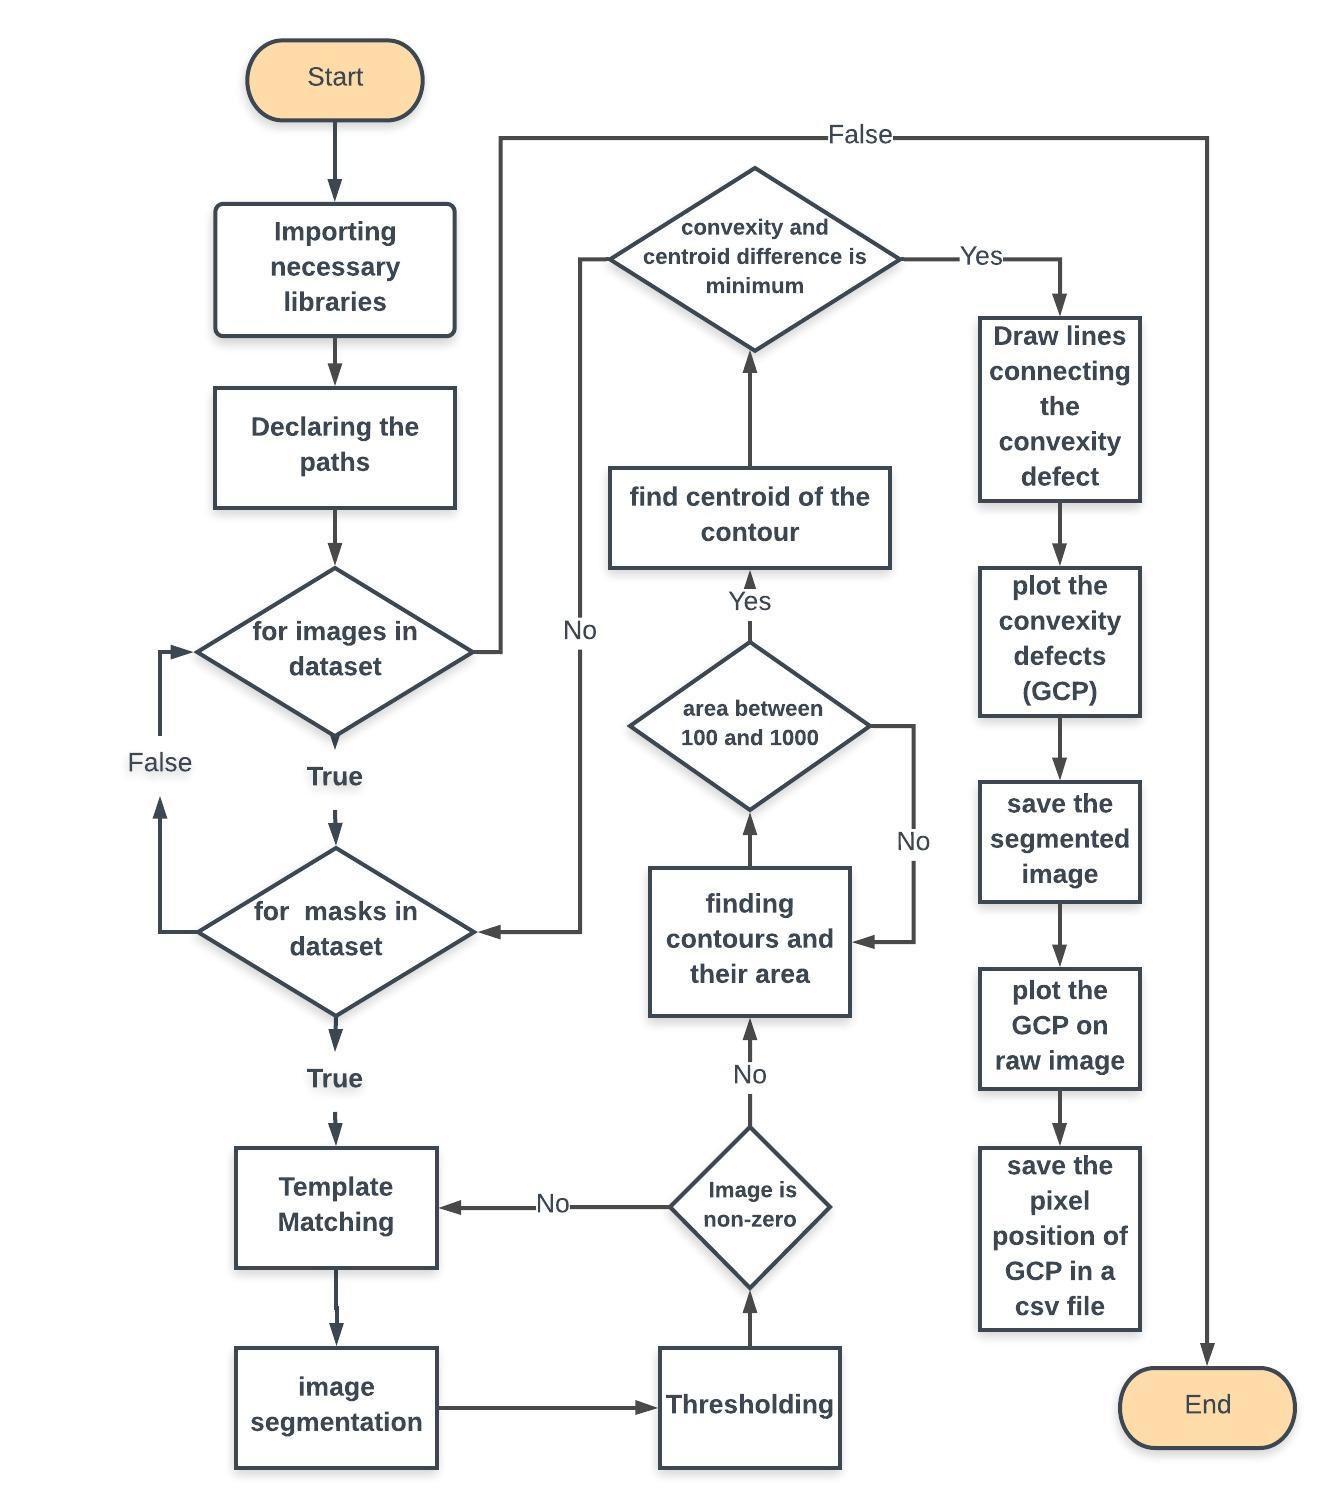 Start
Importing
necessary
libraries
Declaring the
paths
for images in
dataset
False
True
for  masks in
dataset
True
Template
Matching
image
segmentation
Thresholding
Image is
non-zero
No
No
finding
contours and
their area
area between
100 and 1000
No
Yes
find centroid of the
contour
convexity and
centroid difference is
minimum
No
Yes
Draw lines
connecting
the
convexity
defect
plot the
convexity
defects
(GCP)
save the
segmented
image
plot the
GCP on
raw image
save the
pixel
position of
GCP in a
csv file
False
End